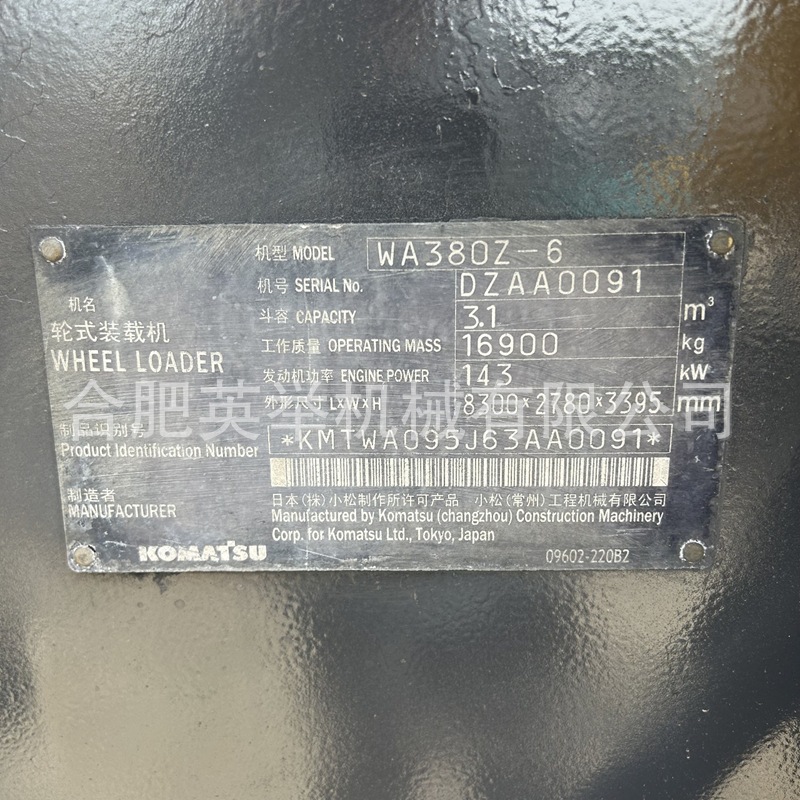 机型 MODEL WA380Z-6
机号 SERIAL No. DZAA0091
机名
轮式装载机
WHEEL LOADER
斗容 CAPACITY 3.1 m³
工作质量 OPERATING MASS 16900 kg
发动机功率 ENGINE POWER 143 kW
外形尺寸 L×W×H 8300×2780×3395 mm
合肥英举机械有限公司
制品识别号
Product Identification Number *KMTWA095J63AA0091*
制造者
MANUFACTURER
日本(株)小松制作所许可产品 小松(常州)工程机械有限公司
Manufactured by Komatsu (changzhou) Construction Machinery
Corp. for Komatsu Ltd., Tokyo, Japan
KOMATSU 09602-220B2